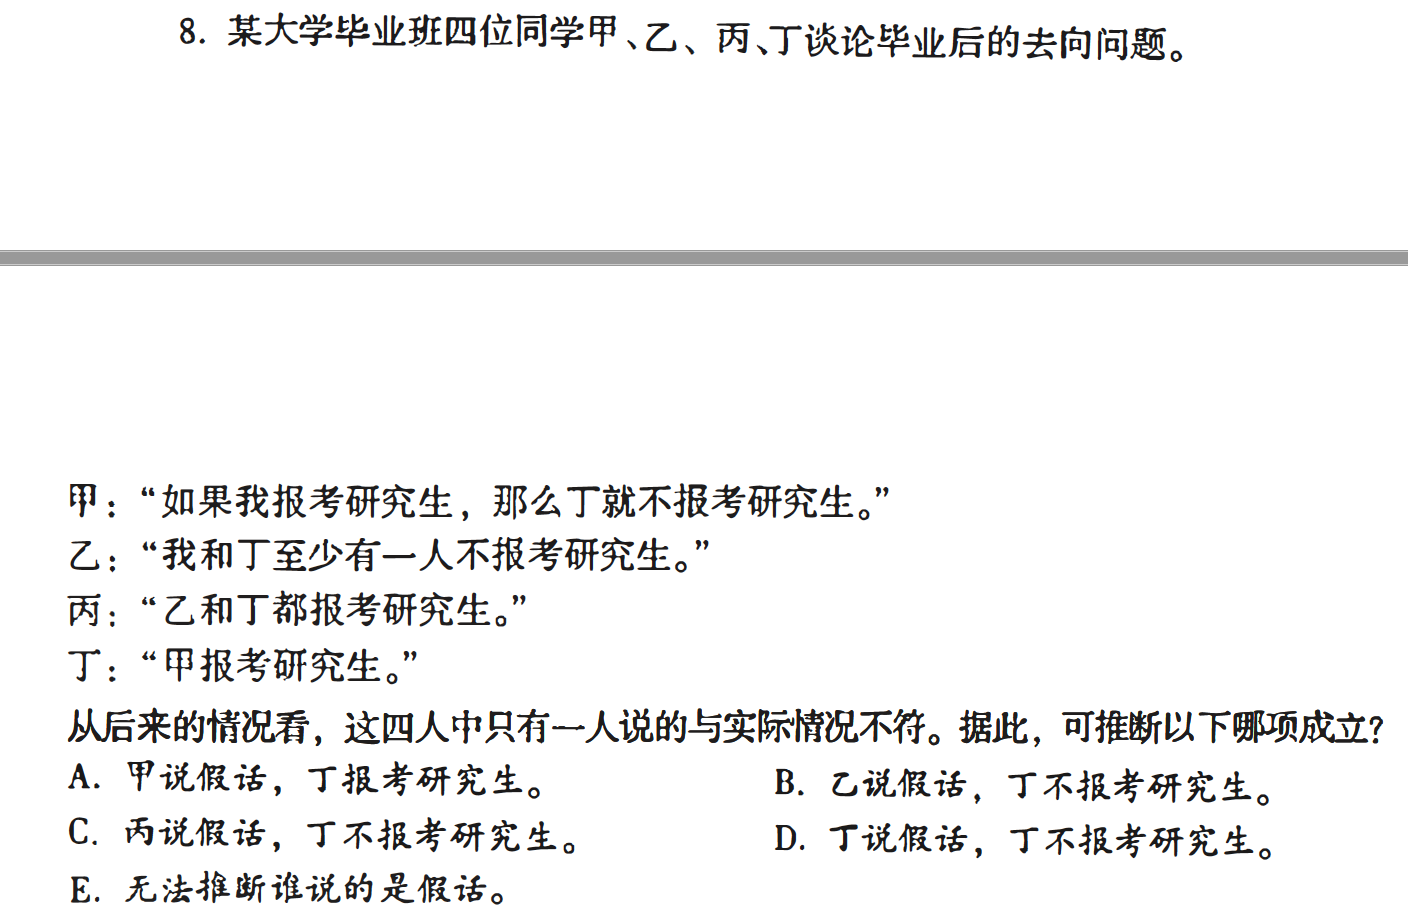 8. 某大学毕业班四位同学甲、乙、丙、丁谈论毕业后的去向问题。
甲：“如果我报考研究生，那么丁就不报考研究生。”
乙：“我和丁至少有一人不报考研究生。”
丙：“乙和丁都报考研究生。”
丁：“甲报考研究生。”
从后来的情况看，这四人中只有一人说的与实际情况不符。据此，可推断以下哪项成立?
A. 甲说假话，丁报考研究生。 B. 乙说假话，丁不报考研究生。
C. 丙说假话，丁不报考研究生。 D. 丁说假话，丁不报考研究生。
E. 无法推断谁说的是假话。